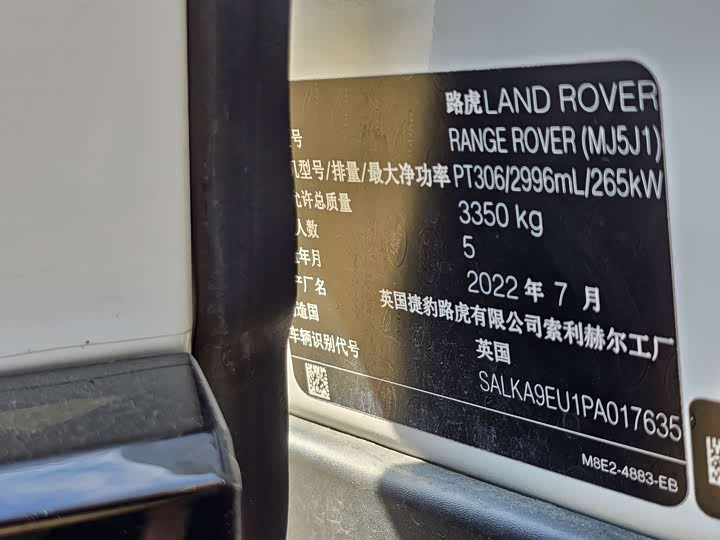 路虎LAND ROVER
号 RANGE ROVER (MJ5J1)
机型号/排量/最大净功率 PT306/2996mL/265kW
允许总质量 3350 kg
人数 5
年月 2022 年 7 月
厂名 英国捷豹路虎有限公司索利赫尔工厂
造国 英国
车辆识别代号 SALKA9EU1PA017635
M8E2-4883-EB